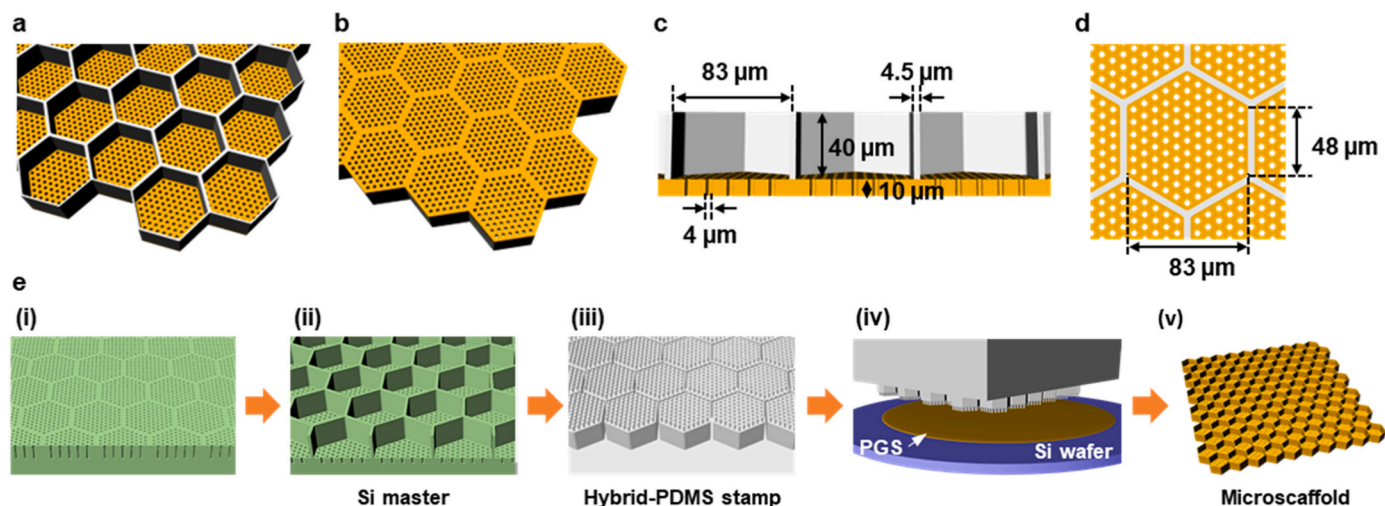 a
b
c
d
83 µm
4.5 µm
40 µm
10 µm
4 µm
48 µm
83 µm
e
(i)
(ii)
(iii)
(iv)
(v)
PGS
Si wafer
Si master
Hybrid-PDMS stamp
Microscaffold